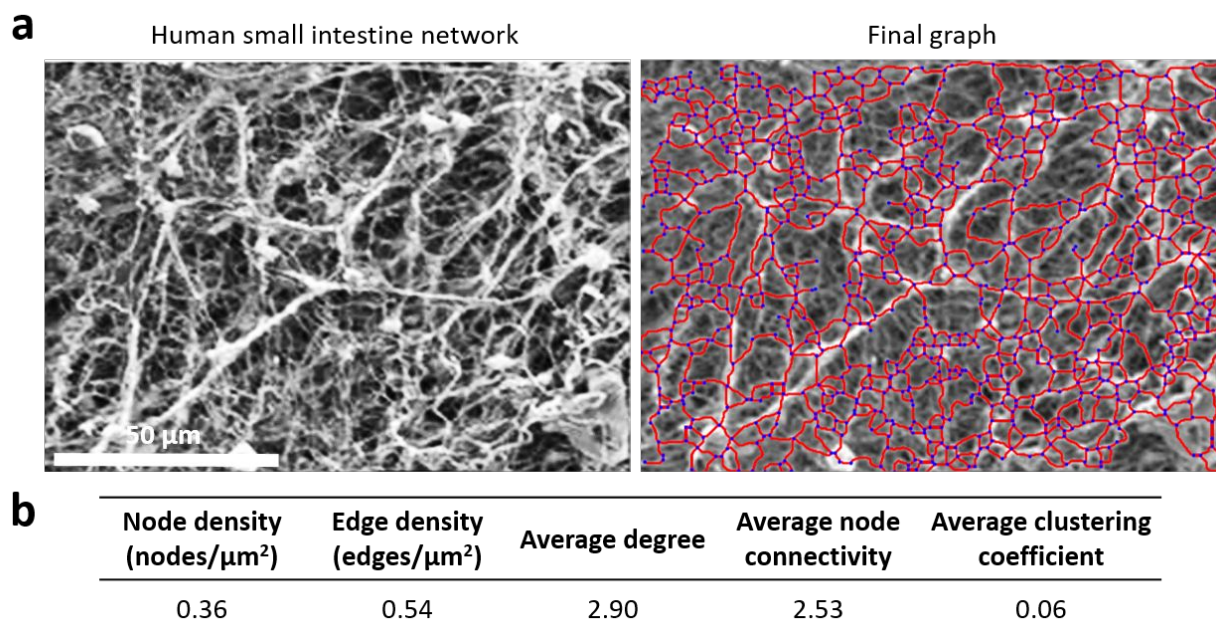 a
Human small intestine network
Final graph
50 µm
b
Node density (nodes/µm²)
Edge density (edges/µm²)
Average degree
Average node connectivity
Average clustering coefficient
0.36
0.54
2.90
2.53
0.06